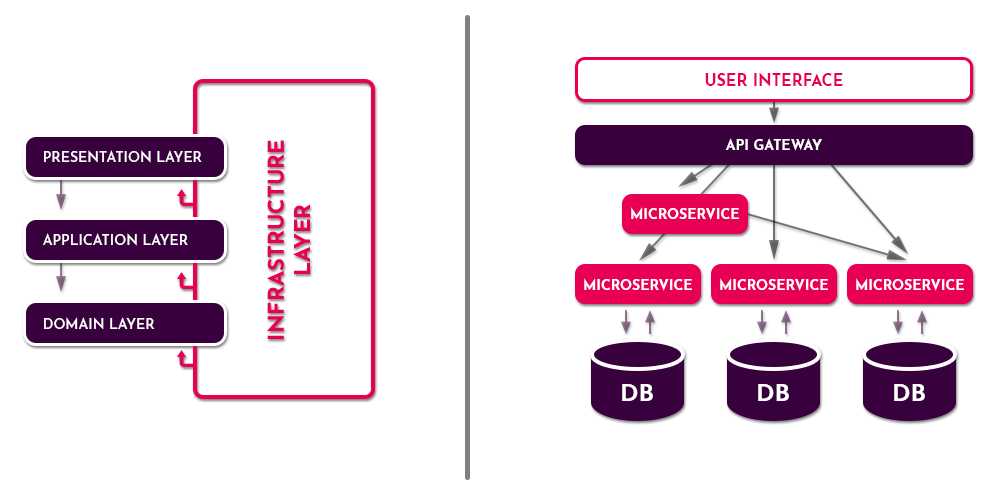 PRESENTATION LAYER
APPLICATION LAYER
DOMAIN LAYER
INFRASTRUCTURE
LAYER
USER INTERFACE
API GATEWAY
MICROSERVICE
MICROSERVICE
MICROSERVICE
MICROSERVICE
DB
DB
DB